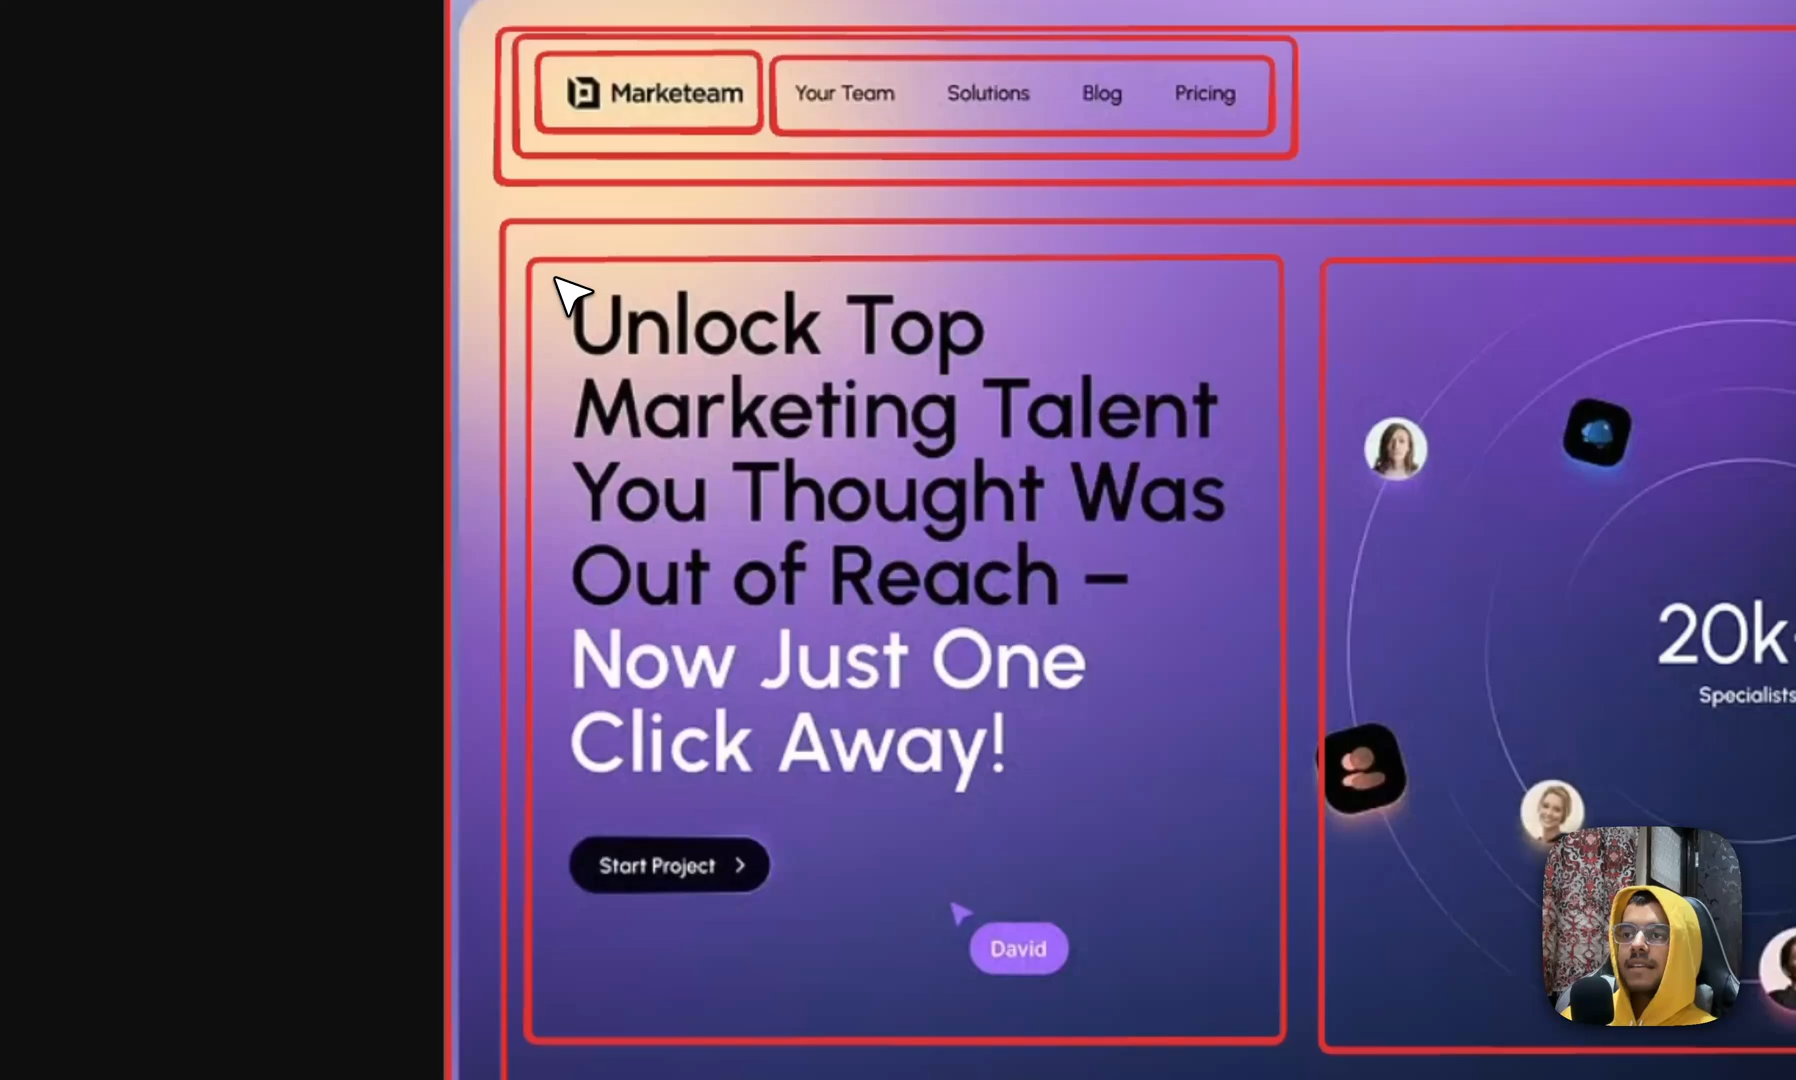 Marketeam
Your Team Solutions Blog Pricing
Unlock Top
Marketing Talent
You Thought Was
Out of Reach –
Now Just One
Click Away!
Start Project
David
20k
Specialists